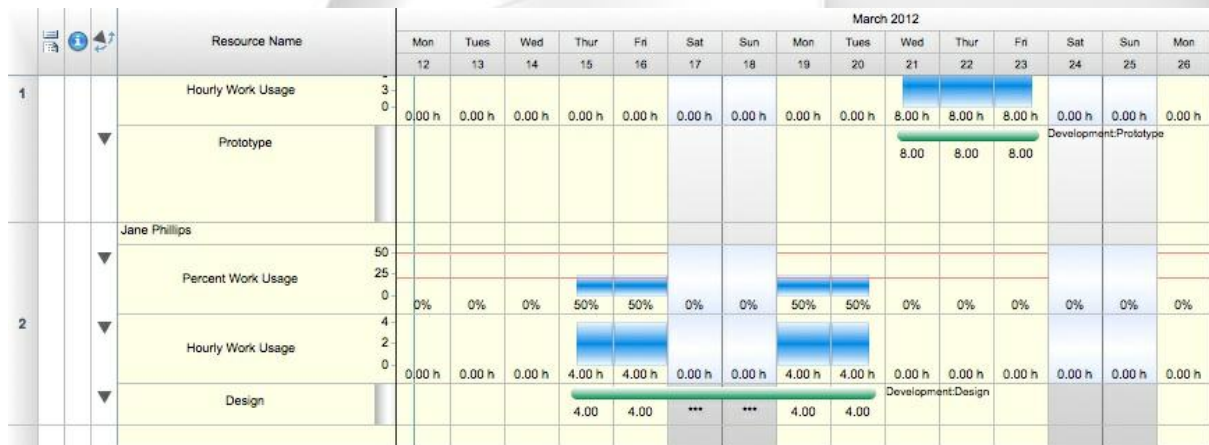 March 2012
Resource Name Mon Tues Wed Thur Fri Sat Sun Mon Tues Wed Thur Fri Sat Sun Mon
12 13 14 15 16 17 18 19 20 21 22 23 24 25 26
1 Hourly Work Usage 3
0
0.00 h 0.00 h 0.00 h 0.00 h 0.00 h 0.00 h 0.00 h 0.00 h 0.00 h 8.00 h 8.00 h 8.00 h 0.00 h 0.00 h 0.00 h
Prototype Development:Prototype
8.00 8.00 8.00
Jane Phillips
50
Percent Work Usage 25
0
0% 0% 0% 50% 50% 0% 0% 50% 50% 0% 0% 0% 0% 0% 0%
2
4
Hourly Work Usage 2
0
0.00 h 0.00 h 0.00 h 4.00 h 4.00 h 0.00 h 0.00 h 4.00 h 4.00 h 0.00 h 0.00 h 0.00 h 0.00 h 0.00 h 0.00 h
Design Development:Design
4.00 4.00 *** *** 4.00 4.00